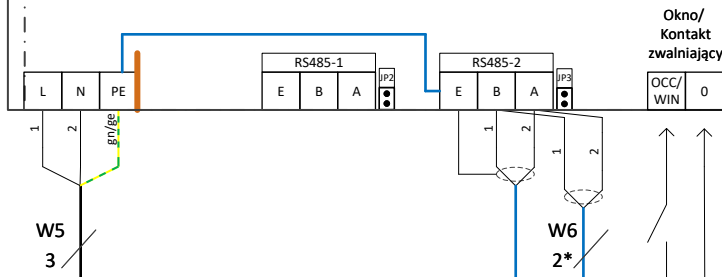 Okno/
Kontakt
zwalniający
RS485-1
RS485-2
JP2
JP3
L N PE
E B A
E B A
OCC/
WIN
0
1 2 gn/ge
1 2
1 2
W5
3
W6
2*